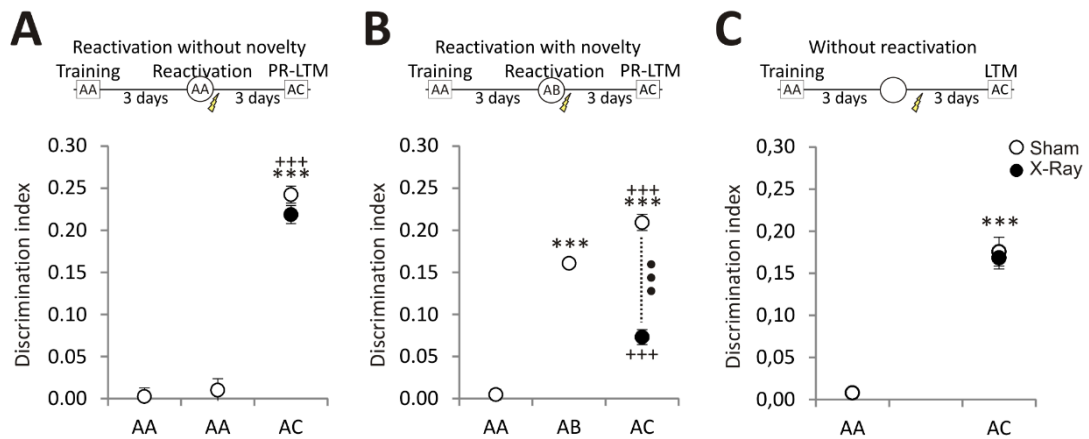 A
Reactivation without novelty
Training Reactivation PR-LTM
AA AA AC
3 days 3 days
+++
***
Discrimination index
0.30
0.25
0.20
0.15
0.10
0.05
0.00
AA AA AC
B
Reactivation with novelty
Training Reactivation PR-LTM
AA AB AC
3 days 3 days
+++
***
***
+++
Discrimination index
0.30
0.25
0.20
0.15
0.10
0.05
0.00
AA AB AC
C
Without reactivation
Training LTM
AA AC
3 days 3 days
Sham
X-Ray
***
Discrimination index
0,30
0,25
0,20
0,15
0,10
0,05
0,00
AA AC